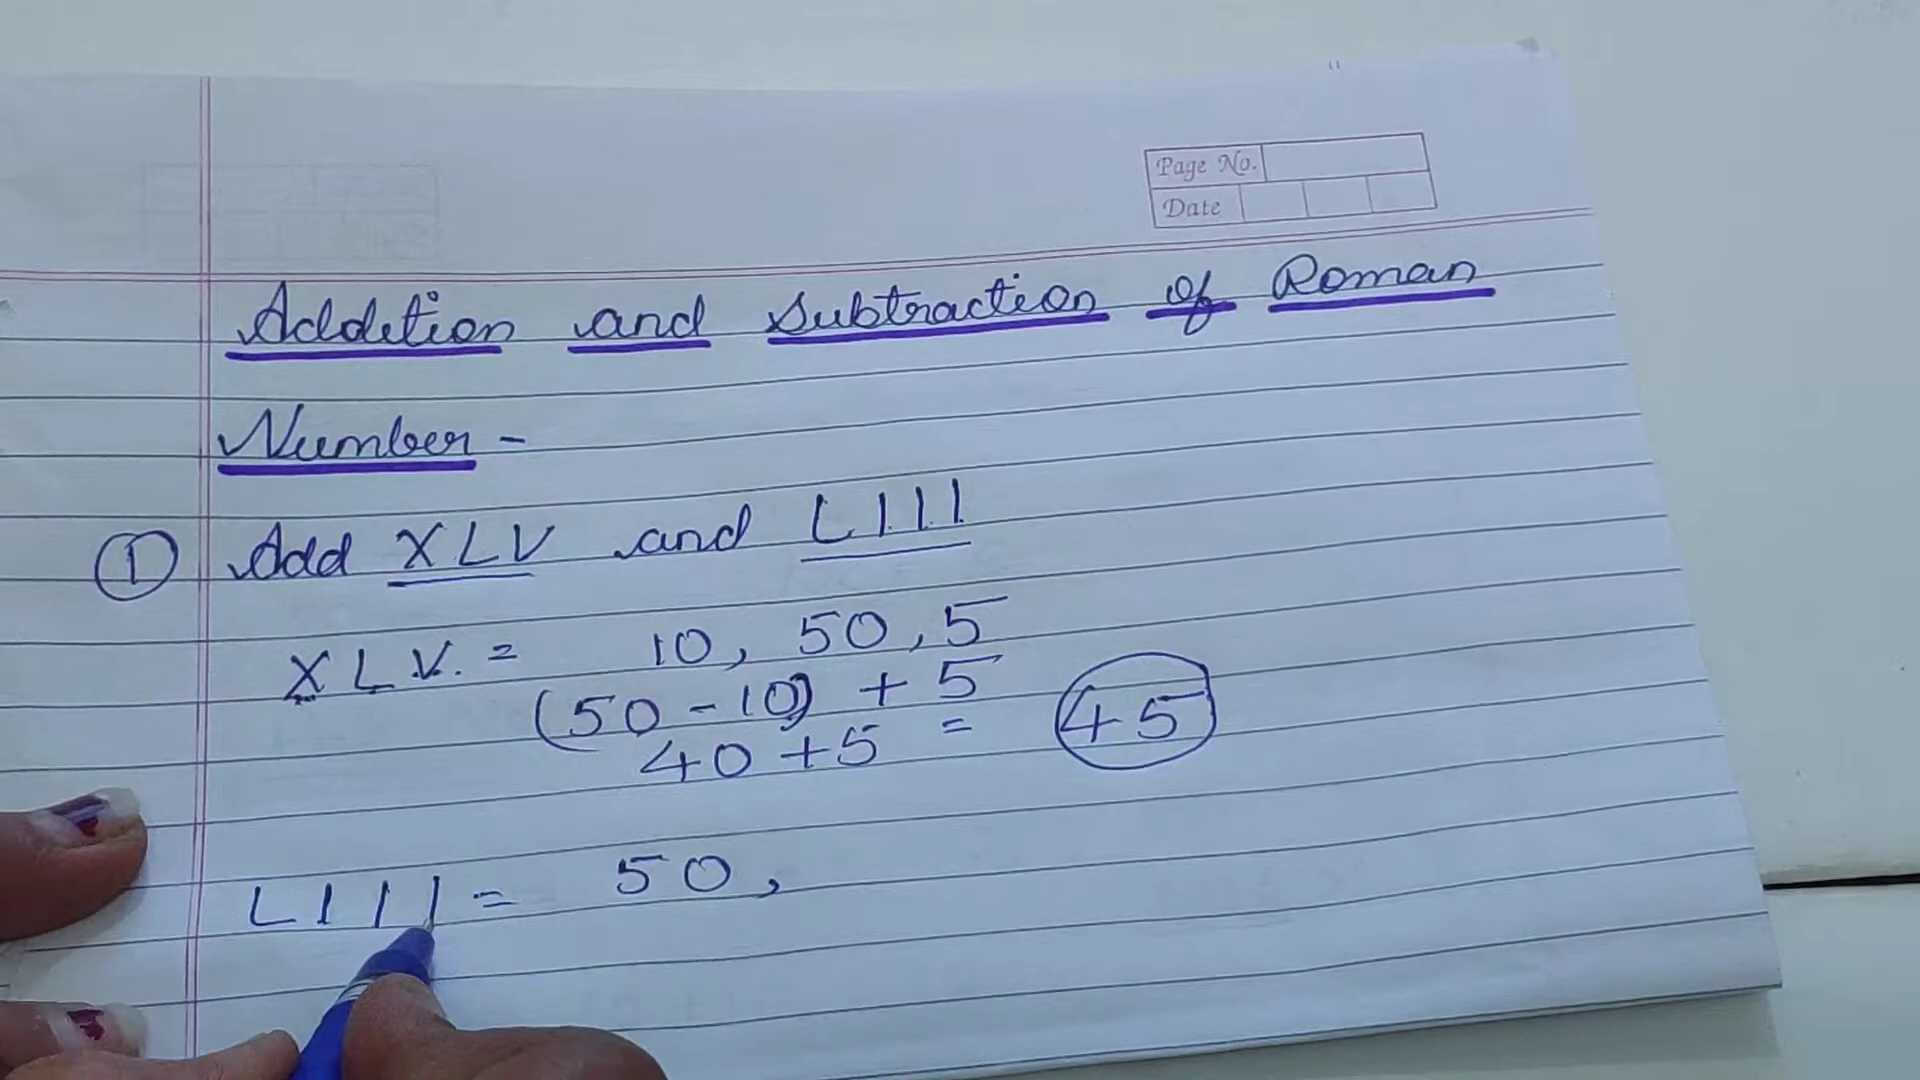 Page No.
Date
Addition and Subtraction of Roman
Number -
① Add XLV and LIII
XLV. = 10, 50, 5
(50 - 10) + 5
40 + 5 = 45
LIII = 50,